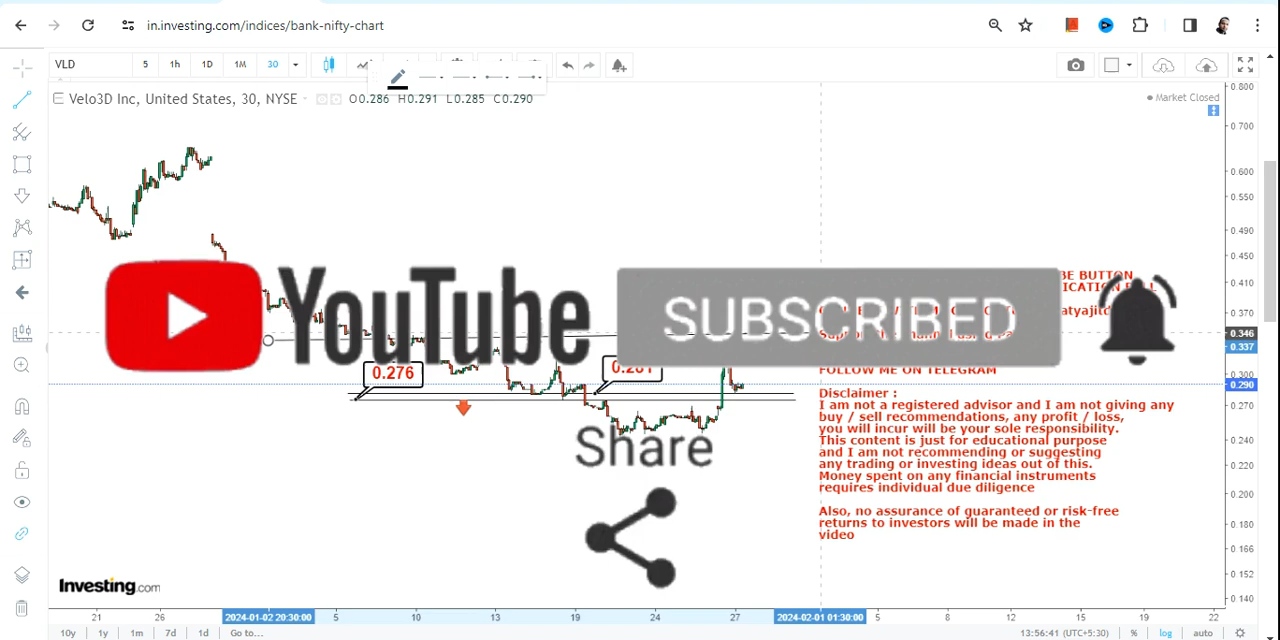 in.investing.com/indices/bank-nifty-chart
VLD 5 1h 1D 1M 30
Velo3D Inc, United States, 30, NYSE O0.286 H0.291 L0.285 C0.290
Market Closed
0.800
0.700
0.600
0.550
0.490
0.450
0.410
0.370
0.346
0.337
0.300
0.290
0.270
0.240
0.220
0.200
0.180
0.166
0.152
0.140
BE BUTTON
YouTube SUBSCRIBED
0.276
FOLLOW ME ON TELEGRAM
Disclaimer :
I am not a registered advisor and I am not giving any
buy / sell recommendations, any profit / loss,
you will incur will be your sole responsibility.
This content is just for educational purpose
and I am not recommending or suggesting
any trading or investing ideas out of this.
Money spent on any financial instruments
requires individual due diligence
Also, no assurance of guaranteed or risk-free
returns to investors will be made in the
video
Share
Investing.com
21 26 2024-01-02 20:30:00 5 10 13 19 24 27 2024-02-01 01:30:00 5 8 12 15 19 22
10y 1y 1m 7d 1d Go to... 13:56:41 (UTC+5:30) % log auto